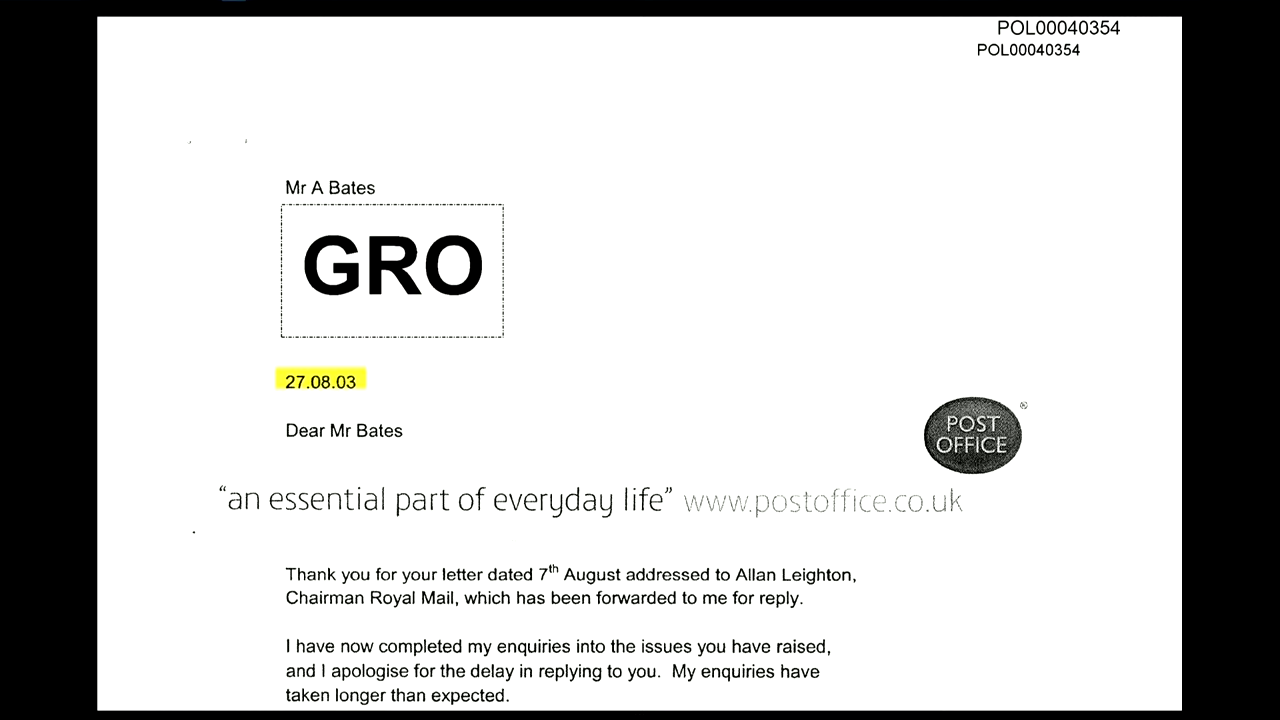 POL00040354
POL00040354
Mr A Bates
GRO
27.08.03
Dear Mr Bates
POST
OFFICE
®
“an essential part of everyday life” www.postoffice.co.uk
Thank you for your letter dated 7th August addressed to Allan Leighton,
Chairman Royal Mail, which has been forwarded to me for reply.
I have now completed my enquiries into the issues you have raised,
and I apologise for the delay in replying to you.  My enquiries have
taken longer than expected.